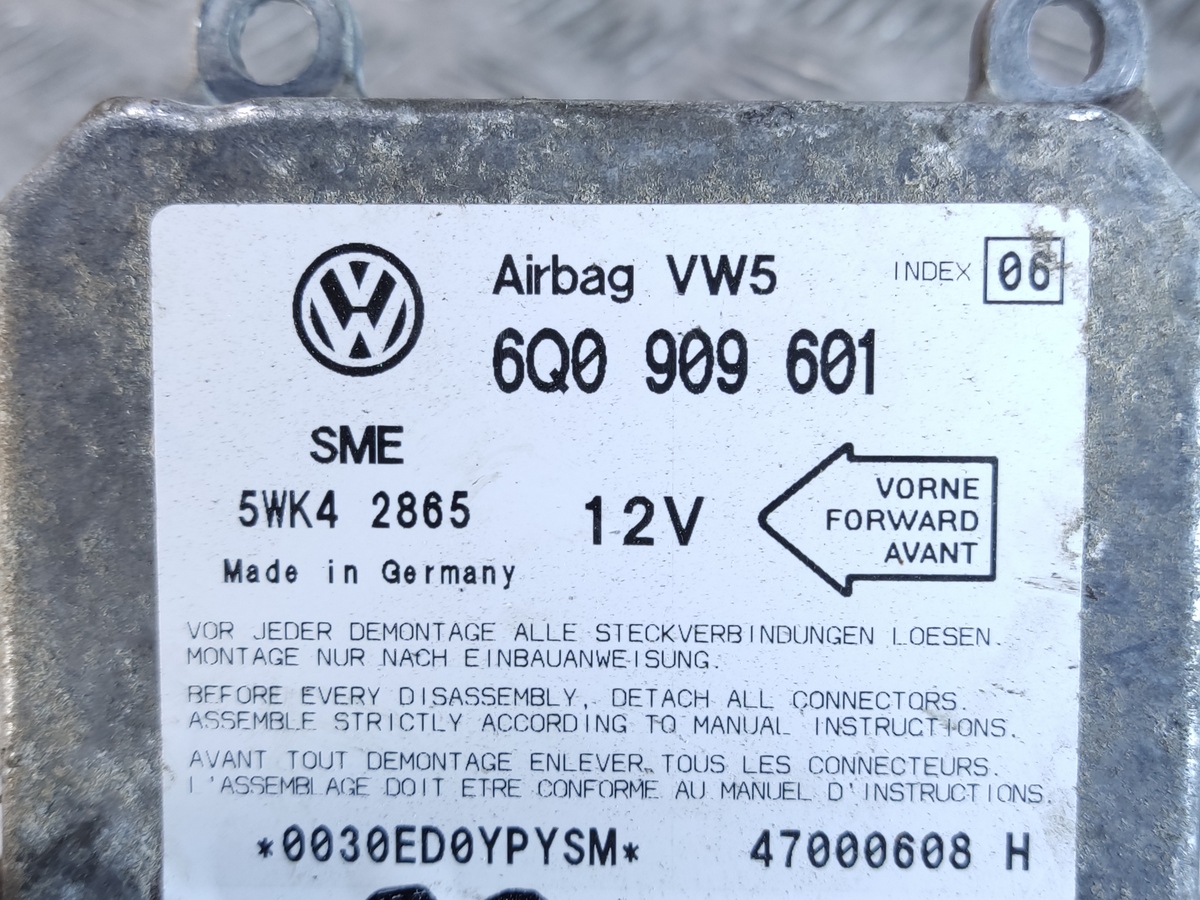 Airbag VW5 INDEX 06
6Q0 909 601
SME
5WK4 2865 12V
VORNE
FORWARD
AVANT
Made in Germany
VOR JEDER DEMONTAGE ALLE STECKVERBINDUNGEN LOESEN.
MONTAGE NUR NACH EINBAUANWEISUNG.
BEFORE EVERY DISASSEMBLY, DETACH ALL CONNECTORS.
ASSEMBLE STRICTLY ACCORDING TO MANUAL INSTRUCTIONS.
AVANT TOUT DEMONTAGE ENLEVER TOUS LES CONNECTEURS.
L'ASSEMBLAGE DOIT ETRE CONFORME AU MANUEL D'INSTRUCTIONS.
*0030ED0YPYSM* 47000608 H